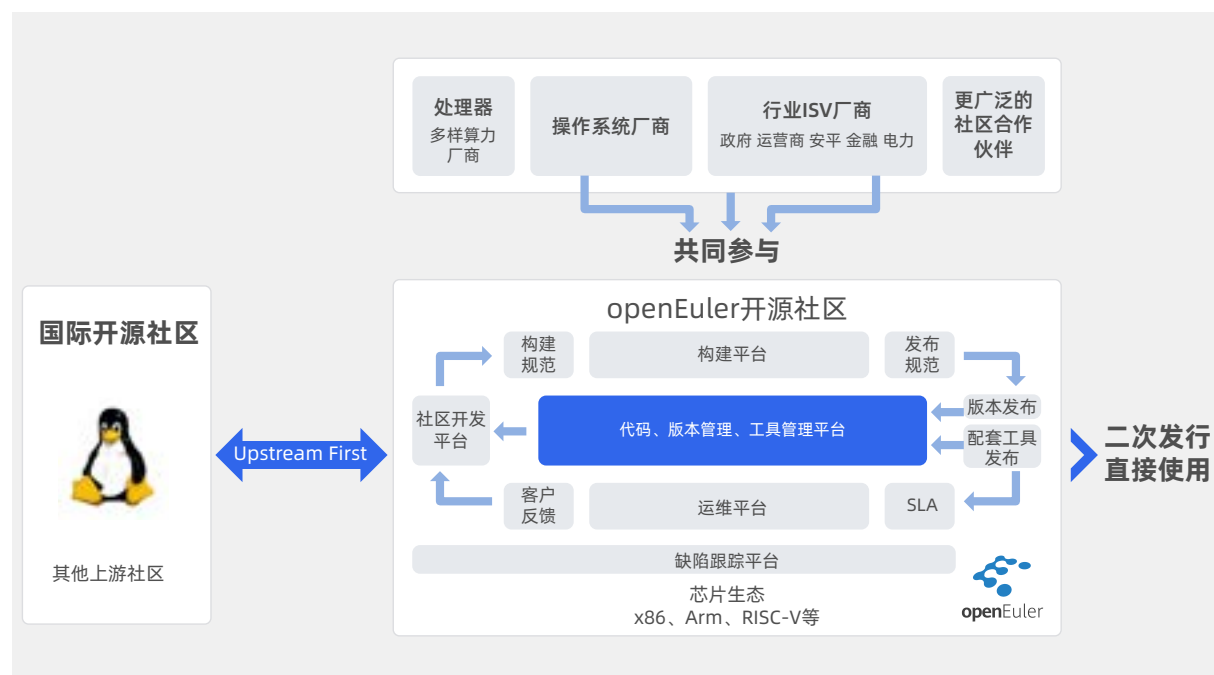 处理器
多样算力
厂商
操作系统厂商
行业ISV厂商
政府 运营商 安平 金融 电力
更广泛的
社区合作
伙伴
共同参与
国际开源社区
其他上游社区
Upstream First
openEuler开源社区
构建
规范
构建平台
发布
规范
社区开发
平台
代码、版本管理、工具管理平台
版本发布
配套工具
发布
客户
反馈
运维平台
SLA
缺陷跟踪平台
芯片生态
x86、Arm、RISC-V等
openEuler
二次发行
直接使用